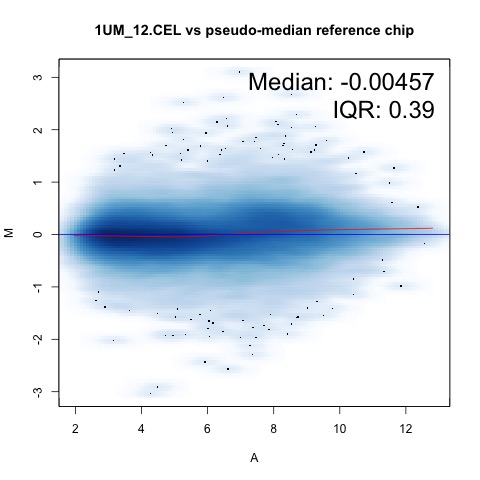 1UM_12.CEL vs pseudo-median reference chip
Median: -0.00457
IQR: 0.39
3
2
1
0
-1
-2
-3
M
2 4 6 8 10 12
A